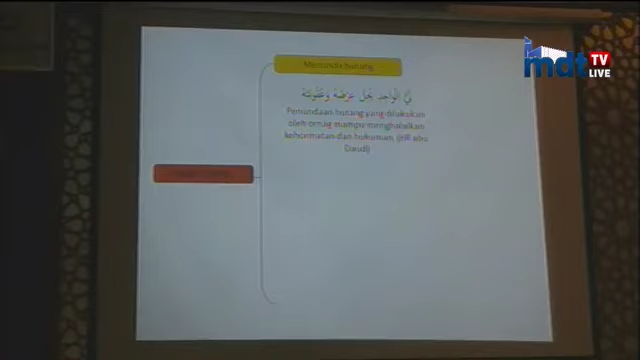 Menunda hutang
لَيُّ الْوَاجِدِ يُحِلُّ عِرْضَهُ وَعُقُوبَتَهُ
Penundaan hutang yang dilakukan
oleh ornag mampu menghalalkan
kehormatan dan hukuman. (HR abu
Daud)
mdt TV
LIVE